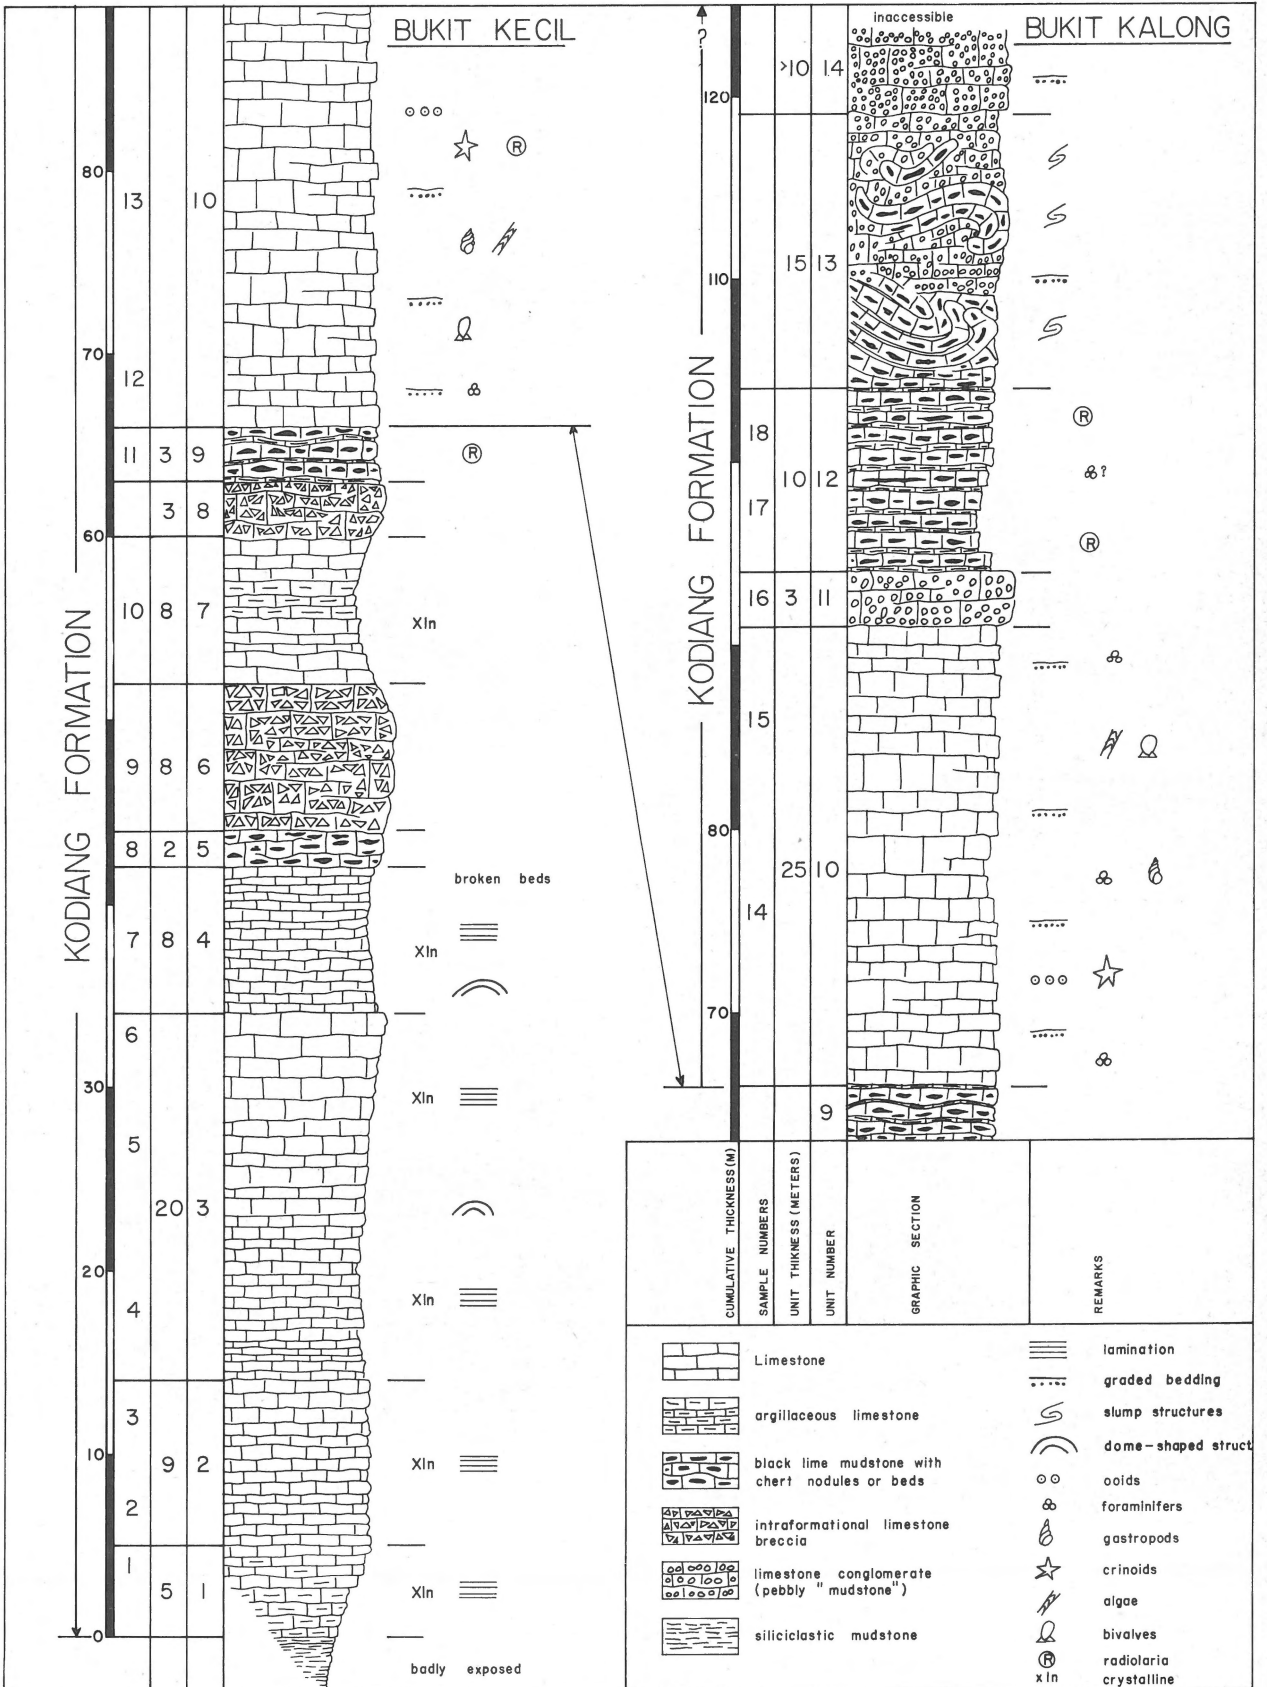 BUKIT KECIL
KODIANG FORMATION
80
70
60
30
20
10
0
13 10
12
11 3 9
3 8
10 8 7
9 8 6
8 2 5
7 8 4
6
5
20 3
4
3
9 2
2
1
5 1
R
R
xln
broken beds
xln
xln
xln
xln
xln
badly exposed
BUKIT KALONG
inaccessible
?
KODIANG FORMATION
120
110
80
70
>10 14
15 13
18
10 12
17
16 3 11
15
25 10
14
9
R
?
R
CUMULATIVE THICKNESS(M)
SAMPLE NUMBERS
UNIT THIKNESS (METERS)
UNIT NUMBER
GRAPHIC SECTION
REMARKS
Limestone
argillaceous limestone
black lime mudstone with
chert nodules or beds
intraformational limestone
breccia
limestone conglomerate
(pebbly "mudstone")
siliciclastic mudstone
lamination
graded bedding
slump structures
dome-shaped struct
ooids
foraminifers
gastropods
crinoids
algae
bivalves
R radiolaria
xln crystalline